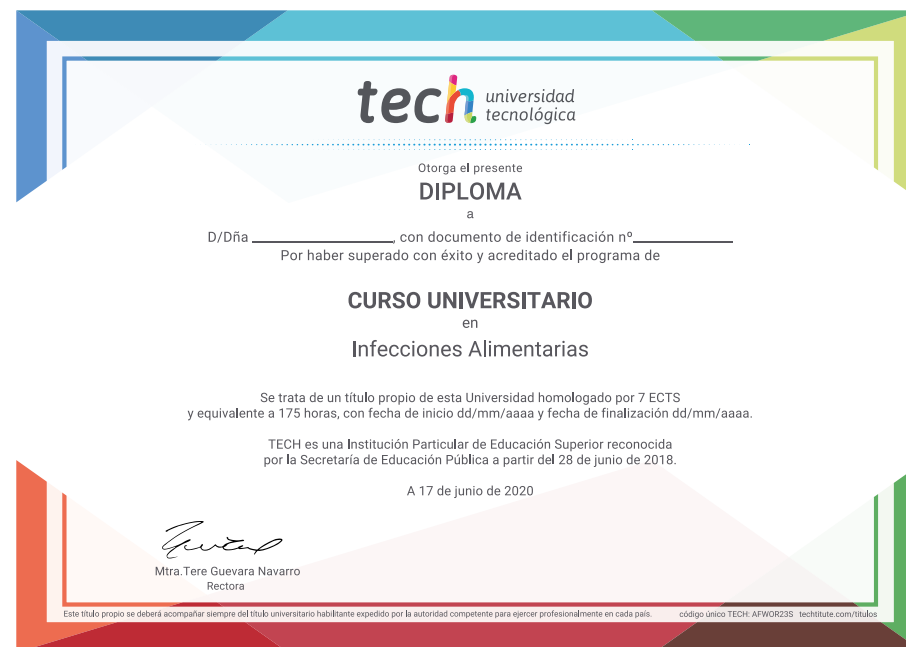 tech universidad
tecnológica
Otorga el presente
DIPLOMA
a
D/Dña ____________________, con documento de identificación nº______________
Por haber superado con éxito y acreditado el programa de
CURSO UNIVERSITARIO
en
Infecciones Alimentarias
Se trata de un título propio de esta Universidad homologado por 7 ECTS
y equivalente a 175 horas, con fecha de inicio dd/mm/aaaa y fecha de finalización dd/mm/aaaa.
TECH es una Institución Particular de Educación Superior reconocida
por la Secretaría de Educación Pública a partir del 28 de junio de 2018.
A 17 de junio de 2020
Mtra.Tere Guevara Navarro
Rectora
Este título propio se deberá acompañar siempre del título universitario habilitante expedido por la autoridad competente para ejercer profesionalmente en cada país. código único TECH: AFWOR23S techtitute.com/títulos